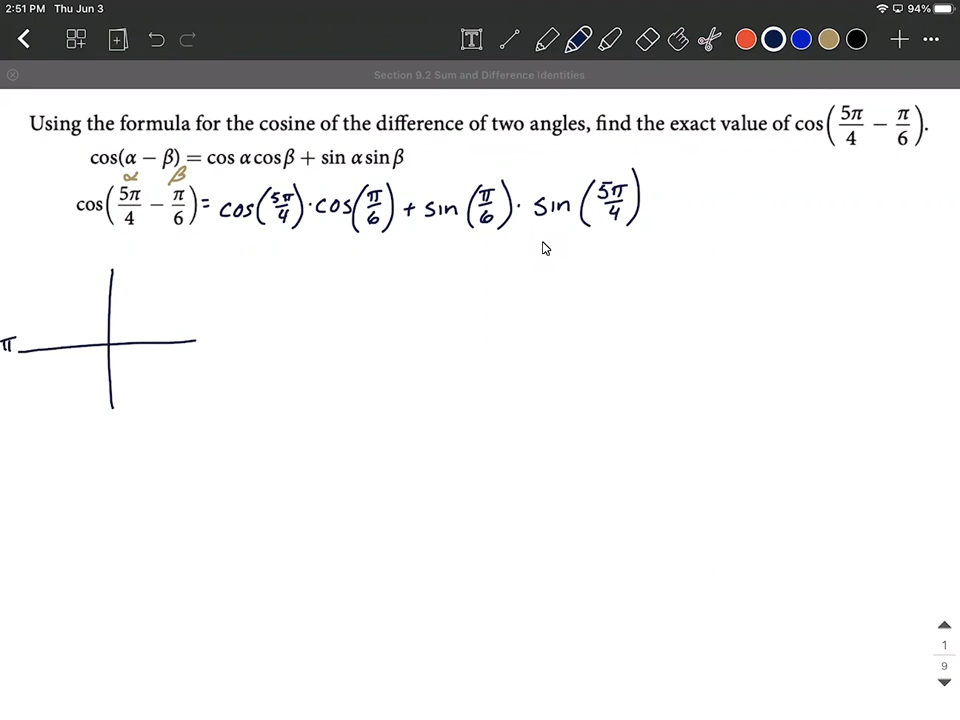 2:51 PM Thu Jun 3 94%
Section 9.2 Sum and Difference Identities
Using the formula for the cosine of the difference of two angles, find the exact value of cos(5π/4 − π/6).
cos(α − β) = cos α cos β + sin α sin β
α β
cos(5π/4 − π/6) = cos(5π/4) · cos(π/6) + sin(π/6) · sin(5π/4)
π
1
9